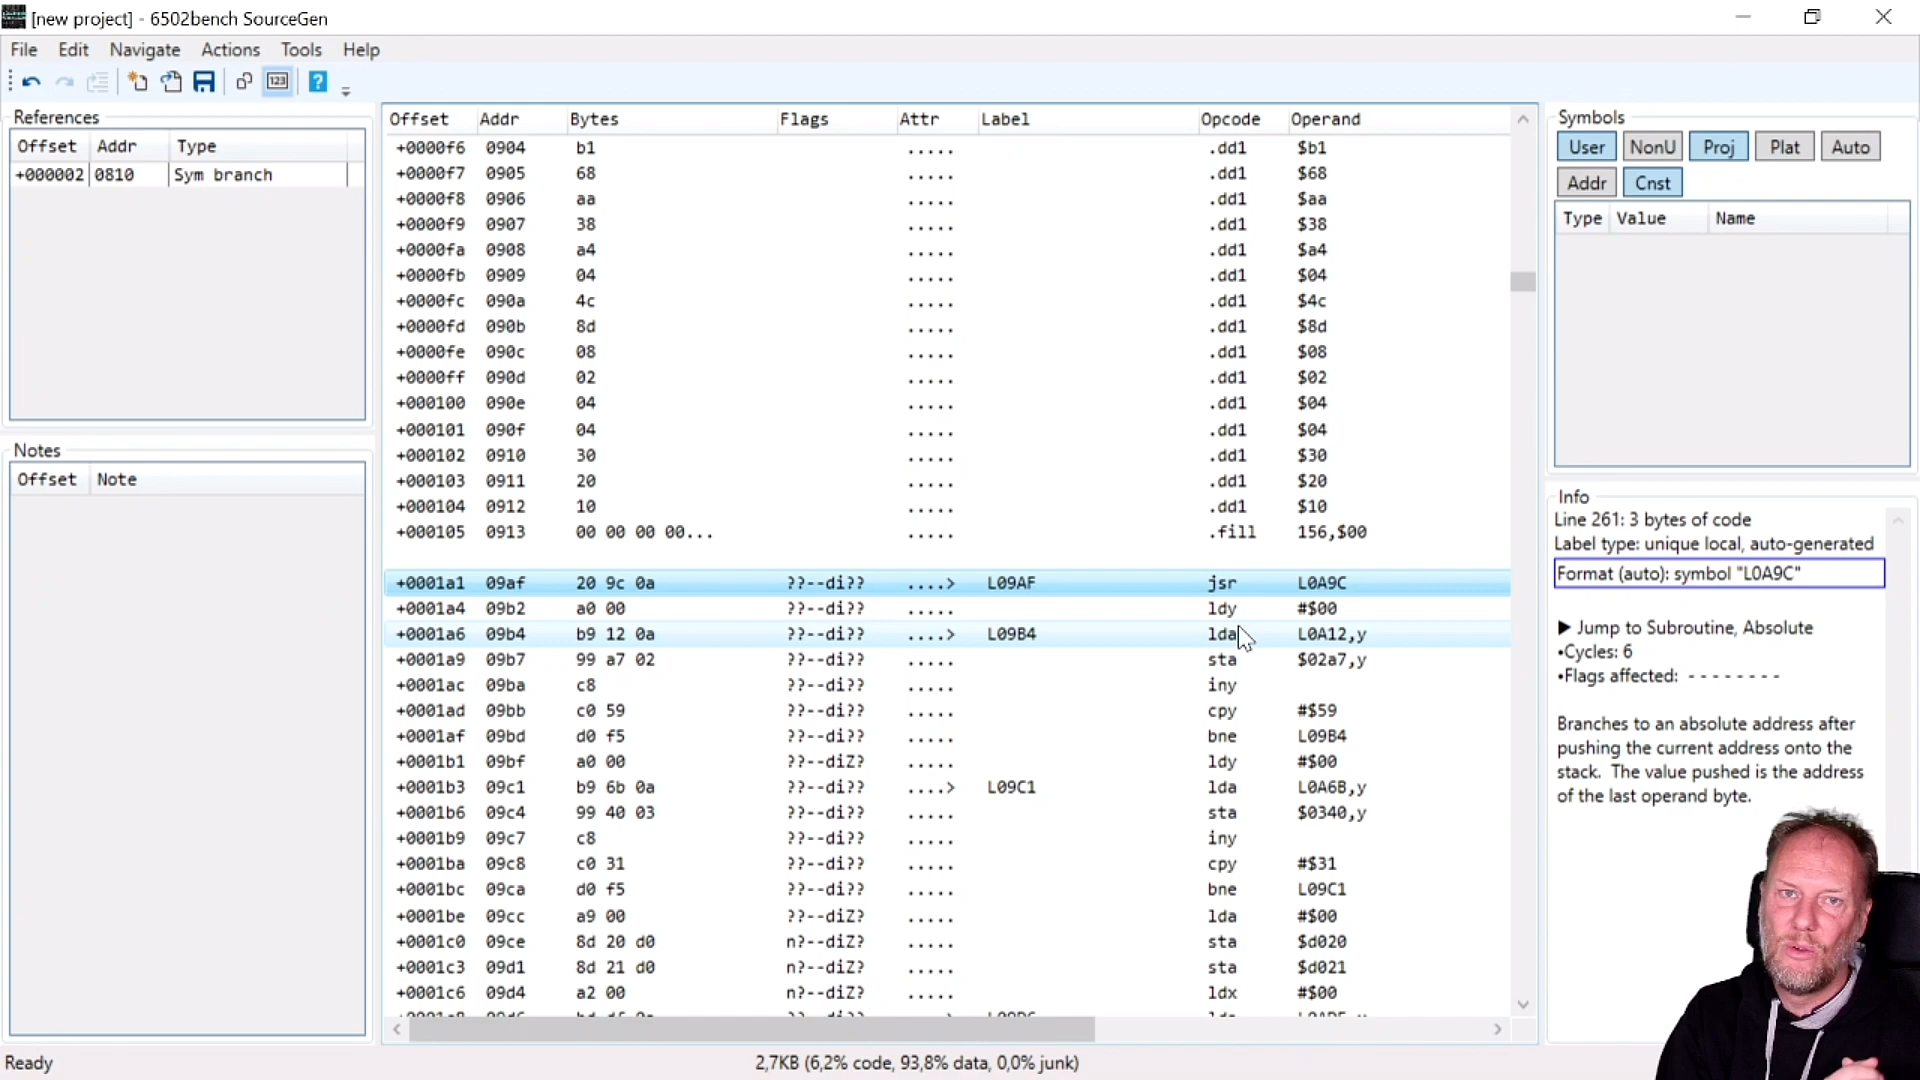 [new project] - 6502bench SourceGen
File Edit Navigate Actions Tools Help
123 ?
References
Offset Addr Type
+000002 0810 Sym branch
Notes
Offset Note
Offset Addr Bytes Flags Attr Label Opcode Operand
+0000f6 0904 b1 ..... .dd1 $b1
+0000f7 0905 68 ..... .dd1 $68
+0000f8 0906 aa ..... .dd1 $aa
+0000f9 0907 38 ..... .dd1 $38
+0000fa 0908 a4 ..... .dd1 $a4
+0000fb 0909 04 ..... .dd1 $04
+0000fc 090a 4c ..... .dd1 $4c
+0000fd 090b 8d ..... .dd1 $8d
+0000fe 090c 08 ..... .dd1 $08
+0000ff 090d 02 ..... .dd1 $02
+000100 090e 04 ..... .dd1 $04
+000101 090f 04 ..... .dd1 $04
+000102 0910 30 ..... .dd1 $30
+000103 0911 20 ..... .dd1 $20
+000104 0912 10 ..... .dd1 $10
+000105 0913 00 00 00 00... ..... .fill 156,$00
+0001a1 09af 20 9c 0a ??--di?? ....> L09AF jsr L0A9C
+0001a4 09b2 a0 00 ??--di?? ..... ldy #$00
+0001a6 09b4 b9 12 0a ??--di?? ....> L09B4 lda L0A12,y
+0001a9 09b7 99 a7 02 ??--di?? ..... sta $02a7,y
+0001ac 09ba c8 ??--di?? ..... iny
+0001ad 09bb c0 59 ??--di?? ..... cpy #$59
+0001af 09bd d0 f5 ??--di?? ..... bne L09B4
+0001b1 09bf a0 00 ??--diZ? ..... ldy #$00
+0001b3 09c1 b9 6b 0a ??--di?? ....> L09C1 lda L0A6B,y
+0001b6 09c4 99 40 03 ??--di?? ..... sta $0340,y
+0001b9 09c7 c8 ??--di?? ..... iny
+0001ba 09c8 c0 31 ??--di?? ..... cpy #$31
+0001bc 09ca d0 f5 ??--di?? ..... bne L09C1
+0001be 09cc a9 00 ??--diZ? ..... lda #$00
+0001c0 09ce 8d 20 d0 n?--diZ? ..... sta $d020
+0001c3 09d1 8d 21 d0 n?--diZ? ..... sta $d021
+0001c6 09d4 a2 00 n?--diZ? ..... ldx #$00
Symbols
User NonU Proj Plat Auto
Addr Cnst
Type Value Name
Info
Line 261: 3 bytes of code
Label type: unique local, auto-generated
Format (auto): symbol "L0A9C"
▶ Jump to Subroutine, Absolute
•Cycles: 6
•Flags affected: - - - - - - - -
Branches to an absolute address after
pushing the current address onto the
stack. The value pushed is the address
of the last operand byte.
Ready
2,7KB (6,2% code, 93,8% data, 0,0% junk)